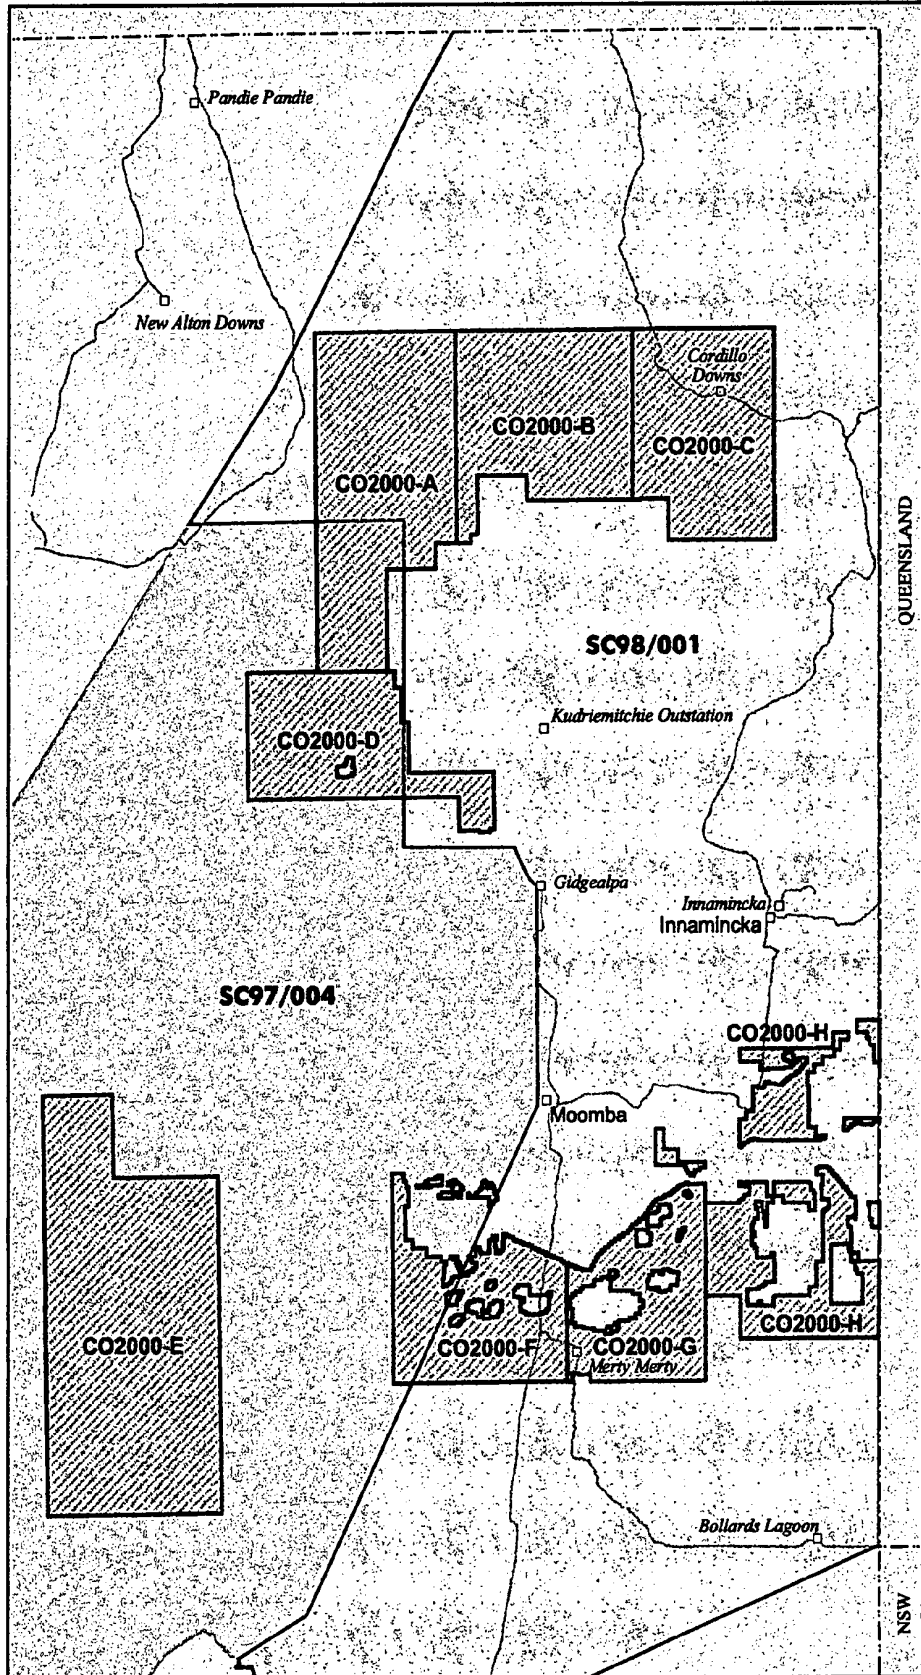 Pandie Pandie
New Alton Downs
Cordillo
Downs
CO2000-B
CO2000-C
CO2000-A
QUEENSLAND
SC98/001
Kudriemitchie Outstation
CO2000-D
Gidgealpa
Innamincka
Innamincka
SC97/004
CO2000-H
Moomba
CO2000-H
CO2000-E
CO2000-F
CO2000-G
Merty Merty
Bollards Lagoon
NSW